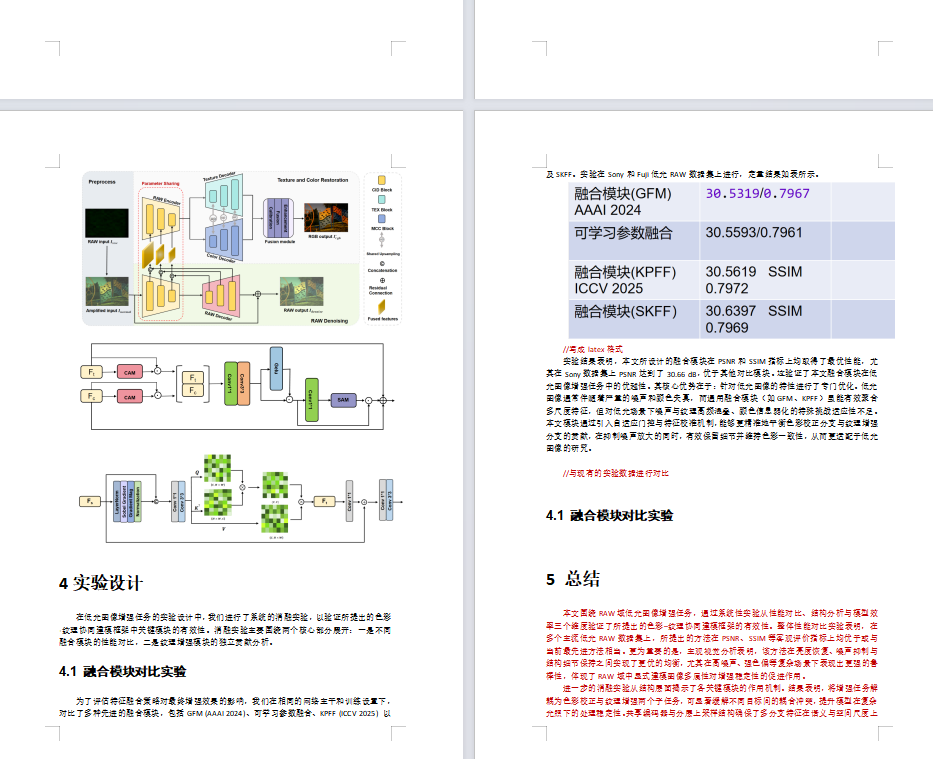 Preprocess
Parameter Sharing
Texture Decoder
Texture and Color Restoration
RAW Encoder
RAW input
Color Decoder
Fusion module
RGB output
Amplified input
RAW Decoder
RAW output
RAW Denoising
CID Block
TEX Block
MCC Block
Shared Upsampling
Concatenation
Residual
Connection
Fused features
CAM
CAM
Conv1*1
Conv3*3
Conv1*1
SAM
Layernorm
Sobel Gradient
Gradient Mag
Normalization
4 实验设计
在低光图像增强任务的实验设计中，我们进行了系统的消融实验，以验证所提出的色彩
-纹理协同建模框架中关键模块的有效性。消融实验主要围绕两个核心部分展开：一是不同
融合模块的性能对比，二是纹理增强模块的独立贡献分析。
4.1 融合模块对比实验
为了评估特征融合策略对最终增强效果的影响，我们在相同的网络主干和训练设置下，
对比了多种先进的融合模块，包括 GFM (AAAI 2024)、可学习参数融合、KPFF (ICCV 2025) 以
及 SKFF。实验在 Sony 和 Fuji 低光 RAW 数据集上进行，定量结果如表所示。
融合模块(GFM) 30.5319/0.7967
AAAI 2024
可学习参数融合 30.5593/0.7961
融合模块(KPFF) 30.5619 SSIM
ICCV 2025 0.7972
融合模块(SKFF) 30.6397 SSIM
0.7969
//写成 latex 格式
实验结果表明，本文所设计的融合模块在 PSNR 和 SSIM 指标上均取得了最优性能，尤
其在 Sony 数据集上 PSNR 达到了 30.66 dB，优于其他对比模块。这验证了本文融合模块在低
光图像增强任务中的优越性。其核心优势在于：针对低光图像的特性进行了专门优化。低光
图像通常伴随着严重的噪声和颜色失真，而通用融合模块（如 GFM、KPFF）虽能有效聚合
多尺度特征，但对低光场景下噪声与纹理高频混叠、颜色信息弱化的特殊挑战适应性不足。
本文模块通过引入自适应门控与特征校准机制，能够更精准地平衡色彩校正分支与纹理增强
分支的贡献，在抑制噪声放大的同时，有效保留细节并维持色彩一致性，从而更适配于低光
图像的研究。
//与现有的实验数据进行对比
4.1 融合模块对比实验
5 总结
本文围绕 RAW 域低光图像增强任务，通过系统性实验从性能对比、结构分析与模型效
率三个维度验证了所提出的色彩-纹理协同建模框架的有效性。整体性能对比实验表明，在
多个主流低光 RAW 数据集上，所提出的方法在 PSNR、SSIM 等客观评价指标上均优于或与
当前最先进方法相当。更为重要的是，主观视觉分析表明，该方法在亮度恢复、噪声抑制与
结构细节保持之间实现了更优的均衡，尤其在高噪声、强色偏等复杂场景下表现出更强的鲁
棒性，体现了 RAW 域中显式建模图像多属性对增强稳定性的促进作用。
进一步的消融实验从结构层面揭示了各关键模块的作用机制。结果表明，将增强任务解
耦为色彩校正与纹理增强两个子任务，可显著缓解不同目标间的耦合冲突，提升模型在复杂
光照下的处理稳定性。共享编码器与分层上采样结构确保了多分支特征在语义与空间尺度上